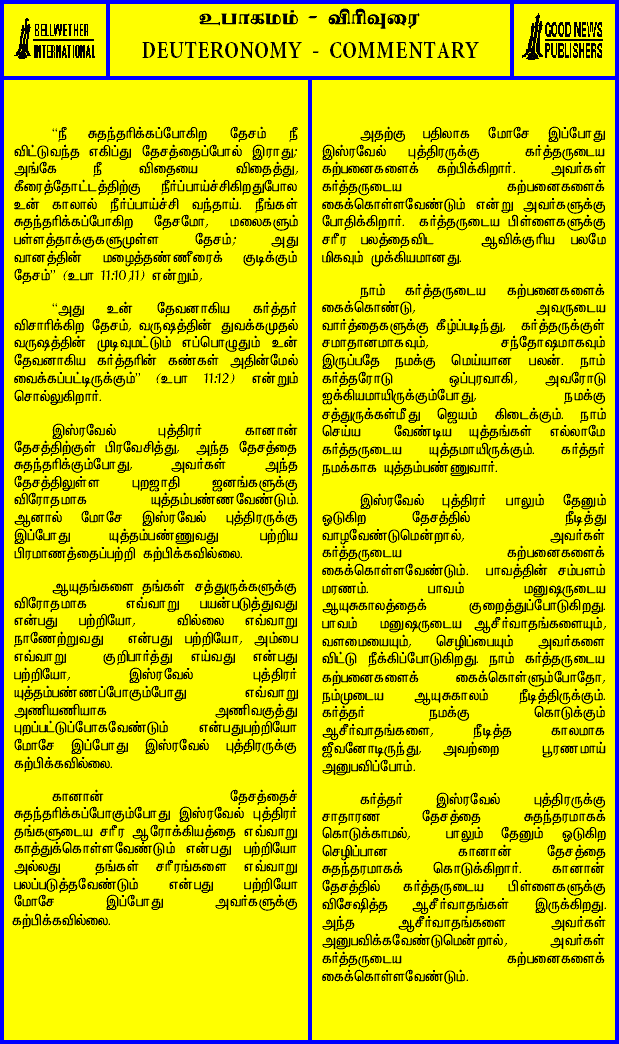 BELLWETHER
INTERNATIONAL
உபாகமம் - விரிவுரை
DEUTERONOMY - COMMENTARY
GOOD NEWS
PUBLISHERS
“நீ சுதந்தரிக்கப்போகிற தேசம் நீ
விட்டுவந்த எகிப்து தேசத்தைப்போல் இராது;
அங்கே நீ விதையை விதைத்து,
கீரைத்தோட்டத்திற்கு நீர்ப்பாய்ச்சிகிறதுபோல
உன் காலால் நீர்ப்பாய்ச்சி வந்தாய். நீங்கள்
சுதந்தரிக்கப்போகிற தேசமோ, மலைகளும்
பள்ளத்தாக்குகளுமுள்ள தேசம்; அது
வானத்தின் மழைத்தண்ணீரைக் குடிக்கும்
தேசம்” (உபா 11:10,11) என்றும்,
“அது உன் தேவனாகிய கர்த்தர்
விசாரிக்கிற தேசம், வருஷத்தின் துவக்கமுதல்
வருஷத்தின் முடிவுமட்டும் எப்பொழுதும் உன்
தேவனாகிய கர்த்தரின் கண்கள் அதின்மேல்
வைக்கப்பட்டிருக்கும்” (உபா 11:12) என்றும்
சொல்லுகிறார்.
இஸ்ரவேல் புத்திரர் கானான்
தேசத்திற்குள் பிரவேசித்து, அந்த தேசத்தை
சுதந்தரிக்கும்போது, அவர்கள் அந்த
தேசத்திலுள்ள புறஜாதி ஜனங்களுக்கு
விரோதமாக யுத்தம்பண்ணவேண்டும்.
ஆனால் மோசே இஸ்ரவேல் புத்திரருக்கு
இப்போது யுத்தம்பண்ணுவது பற்றிய
பிரமாணத்தைப்பற்றி கற்பிக்கவில்லை.
ஆயுதங்களை தங்கள் சத்துருக்களுக்கு
விரோதமாக எவ்வாறு பயன்படுத்துவது
என்பது பற்றியோ, வில்லை எவ்வாறு
நாணேற்றுவது என்பது பற்றியோ, அம்பை
எவ்வாறு குறிபார்த்து எய்வது என்பது
பற்றியோ, இஸ்ரவேல் புத்திரர்
யுத்தம்பண்ணப்போகும்போது எவ்வாறு
அணியணியாக அணிவகுத்து
புறப்பட்டுப்போகவேண்டும் என்பதுபற்றியோ
மோசே இப்போது இஸ்ரவேல் புத்திரருக்கு
கற்பிக்கவில்லை.
கானான் தேசத்தைச்
சுதந்தரிக்கப்போகும்போது இஸ்ரவேல் புத்திரர்
தங்களுடைய சரீர ஆரோக்கியத்தை எவ்வாறு
காத்துக்கொள்ளவேண்டும் என்பது பற்றியோ
அல்லது தங்கள் சரீரங்களை எவ்வாறு
பலப்படுத்தவேண்டும் என்பது பற்றியோ
மோசே இப்போது அவர்களுக்கு
கற்பிக்கவில்லை.
அதற்கு பதிலாக மோசே இப்போது
இஸ்ரவேல் புத்திரருக்கு கர்த்தருடைய
கற்பனைகளைக் கற்பிக்கிறார். அவர்கள்
கர்த்தருடைய கற்பனைகளைக்
கைக்கொள்ளவேண்டும் என்று அவர்களுக்கு
போதிக்கிறார். கர்த்தருடைய பிள்ளைகளுக்கு
சரீர பலத்தைவிட ஆவிக்குரிய பலமே
மிகவும் முக்கியமானது.
நாம் கர்த்தருடைய கற்பனைகளைக்
கைக்கொண்டு, அவருடைய
வார்த்தைகளுக்கு கீழ்ப்படிந்து, கர்த்தருக்குள்
சமாதானமாகவும், சந்தோஷமாகவும்
இருப்பதே நமக்கு மெய்யான பலன். நாம்
கர்த்தரோடு ஒப்புரவாகி, அவரோடு
ஐக்கியமாயிருக்கும்போது, நமக்கு
சத்துருக்கள்மீது ஜெயம் கிடைக்கும். நாம்
செய்ய வேண்டிய யுத்தங்கள் எல்லாமே
கர்த்தருடைய யுத்தமாயிருக்கும். கர்த்தர்
நமக்காக யுத்தம்பண்ணுவார்.
இஸ்ரவேல் புத்திரர் பாலும் தேனும்
ஓடுகிற தேசத்தில் நீடித்து
வாழவேண்டுமென்றால், அவர்கள்
கர்த்தருடைய கற்பனைகளைக்
கைக்கொள்ளவேண்டும். பாவத்தின் சம்பளம்
மரணம். பாவம் மனுஷருடைய
ஆயுசுகாலத்தைக் குறைத்துப்போடுகிறது.
பாவம் மனுஷருடைய ஆசீர்வாதங்களையும்,
வளமையையும், செழிப்பையும் அவர்களை
விட்டு நீக்கிப்போடுகிறது. நாம் கர்த்தருடைய
கற்பனைகளைக் கைக்கொள்ளும்போதோ,
நம்முடைய ஆயுசுகாலம் நீடித்திருக்கும்.
கர்த்தர் நமக்கு கொடுக்கும்
ஆசீர்வாதங்களை, நீடித்த காலமாக
ஜீவனோடிருந்து, அவற்றை பூரணமாய்
அனுபவிப்போம்.
கர்த்தர் இஸ்ரவேல் புத்திரருக்கு
சாதாரண தேசத்தை சுதந்தரமாகக்
கொடுக்காமல், பாலும் தேனும் ஓடுகிற
செழிப்பான கானான் தேசத்தை
சுதந்தரமாகக் கொடுக்கிறார். கானான்
தேசத்தில் கர்த்தருடைய பிள்ளைகளுக்கு
விசேஷித்த ஆசீர்வாதங்கள் இருக்கிறது.
அந்த ஆசீர்வாதங்களை அவர்கள்
அனுபவிக்கவேண்டுமென்றால், அவர்கள்
கர்த்தருடைய கற்பனைகளைக்
கைக்கொள்ளவேண்டும்.